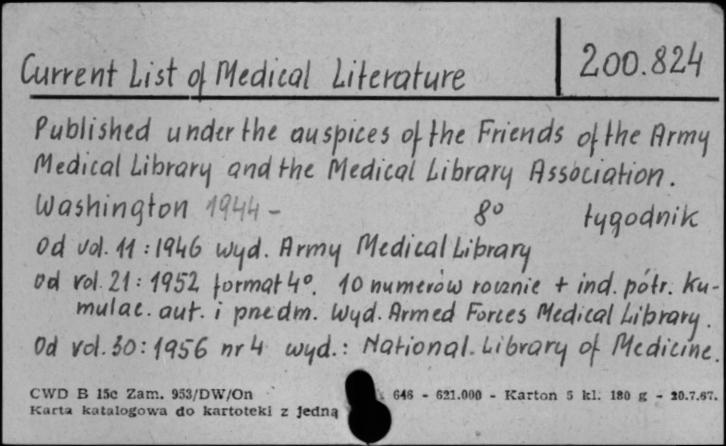 Current List of Medical Literature
200.824
Published under the auspices of the Friends of the Army
Medical Library and the Medical Library Association.
Washington 1944 - 8° tygodnik
Od vol. 11 : 1946 wyd. Army Medical Library
od vol. 21 : 1952 format 4°. 10 numerów rocznie + ind. półr. ku-
mulac. aut. i przedm. Wyd. Armed Forces Medical Library.
Od vol. 30 : 1956 nr 4 wyd. : National Library of Medicine.
CWD B 15c Zam. 953/DW/On 646 - 621.000 - Karton 5 kl. 180 g - 20.7.67.
Karta katalogowa do kartoteki z jedną